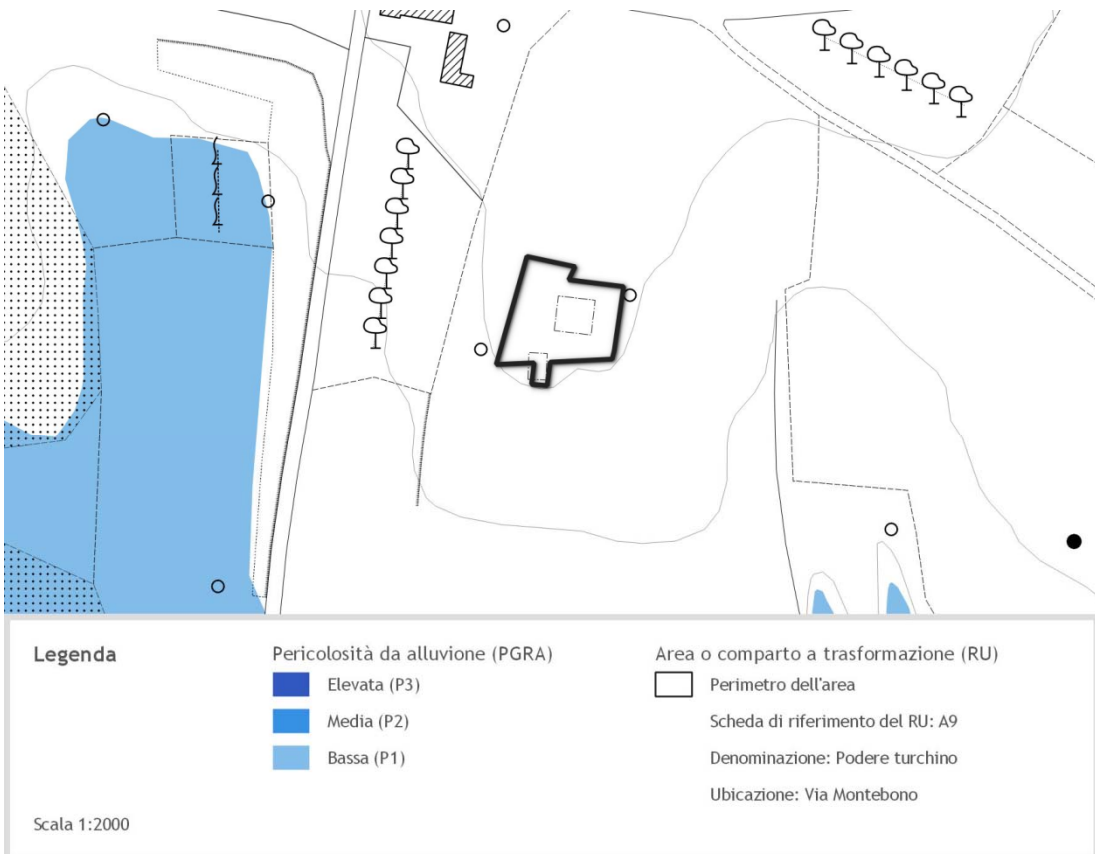 Legenda
Pericolosità da alluvione (PGRA)
Elevata (P3)
Media (P2)
Bassa (P1)
Area o comparto a trasformazione (RU)
Perimetro dell'area
Scheda di riferimento del RU: A9
Denominazione: Podere turchino
Ubicazione: Via Montebono
Scala 1:2000